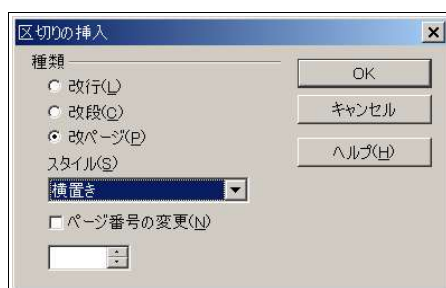 区切りの挿入
種類
改行(L)
改段(C)
改ページ(P)
スタイル(S)
横置き
ページ番号の変更(N)
OK
キャンセル
ヘルプ(H)